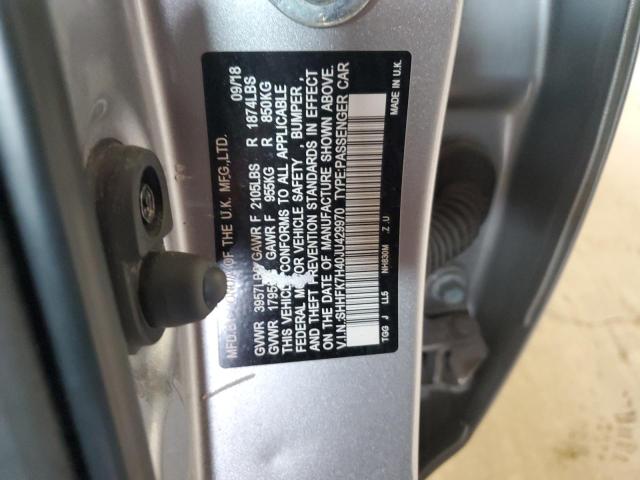 MFD BY HONDA OF THE U.K. MFG.,LTD. 09/18
GVWR 3957LBS GAWR F 2105LBS R 1874LBS
GVWR 1795KG GAWR F 955KG R 850KG
THIS VEHICLE CONFORMS TO ALL APPLICABLE
FEDERAL MOTOR VEHICLE SAFETY , BUMPER ,
AND THEFT PREVENTION STANDARDS IN EFFECT
ON THE DATE OF MANUFACTURE SHOWN ABOVE.
V.I.N.:SHHFK7H40JU429970 TYPE:PASSENGER CAR
TGG J LL5 NH830M .Z .U MADE IN U.K.